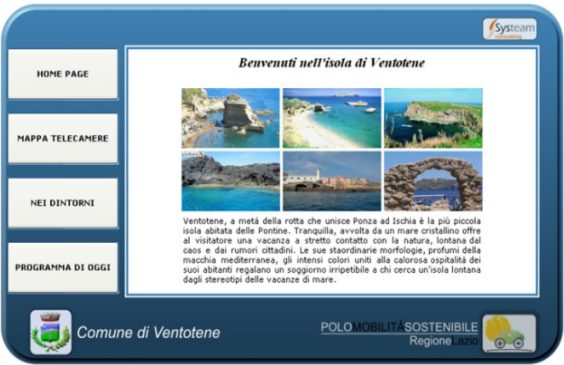 Systeam
consulting
HOME PAGE
MAPPA TELECAMERE
NEI DINTORNI
PROGRAMMA DI OGGI
Benvenuti nell'isola di Ventotene
Ventotene, a metá della rotta che unisce Ponza ad Ischia è la più piccola
isola abitata delle Pontine. Tranquilla, avvolta da un mare cristallino offre
al visitatore una vacanza a stretto contatto con la natura, lontana dal
caos e dai rumori cittadini. Le sue staordinarie morfologie, profumi della
macchia mediterranea, gli intensi colori uniti alla calorosa ospitalità dei
suoi abitanti regalano un soggiorno irripetibile a chi cerca un'isola lontana
dagli stereotipi delle vacanze di mare.
Comune di Ventotene
POLOMOBILITÀSOSTENIBILE
RegioneLazio